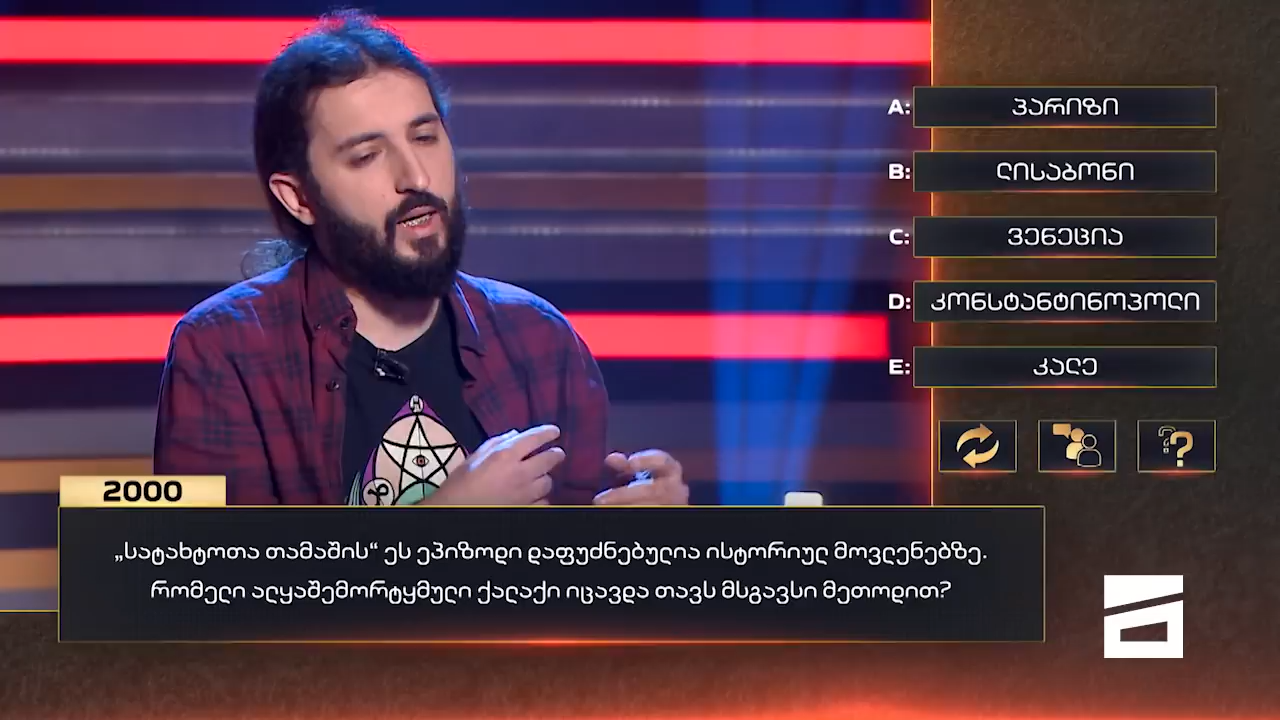 A: პარიზი
B: ლისაბონი
C: ვენეცია
D: კონსტანტინოპოლი
E: კალე
2000
„სატახტოთა თამაშის“ ეს ეპიზოდი დაფუძნებულია ისტორიულ მოვლენებზე.
რომელი ალყაშემორტყმული ქალაქი იცავდა თავს მსგავსი მეთოდით?